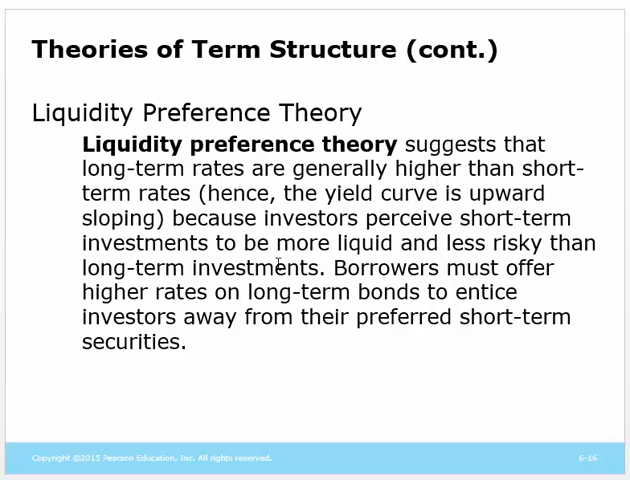 Theories of Term Structure (cont.)
Liquidity Preference Theory
Liquidity preference theory suggests that
long-term rates are generally higher than short-
term rates (hence, the yield curve is upward
sloping) because investors perceive short-term
investments to be more liquid and less risky than
long-term investments. Borrowers must offer
higher rates on long-term bonds to entice
investors away from their preferred short-term
securities.
Copyright ©2015 Pearson Education, Inc. All rights reserved.
6-16